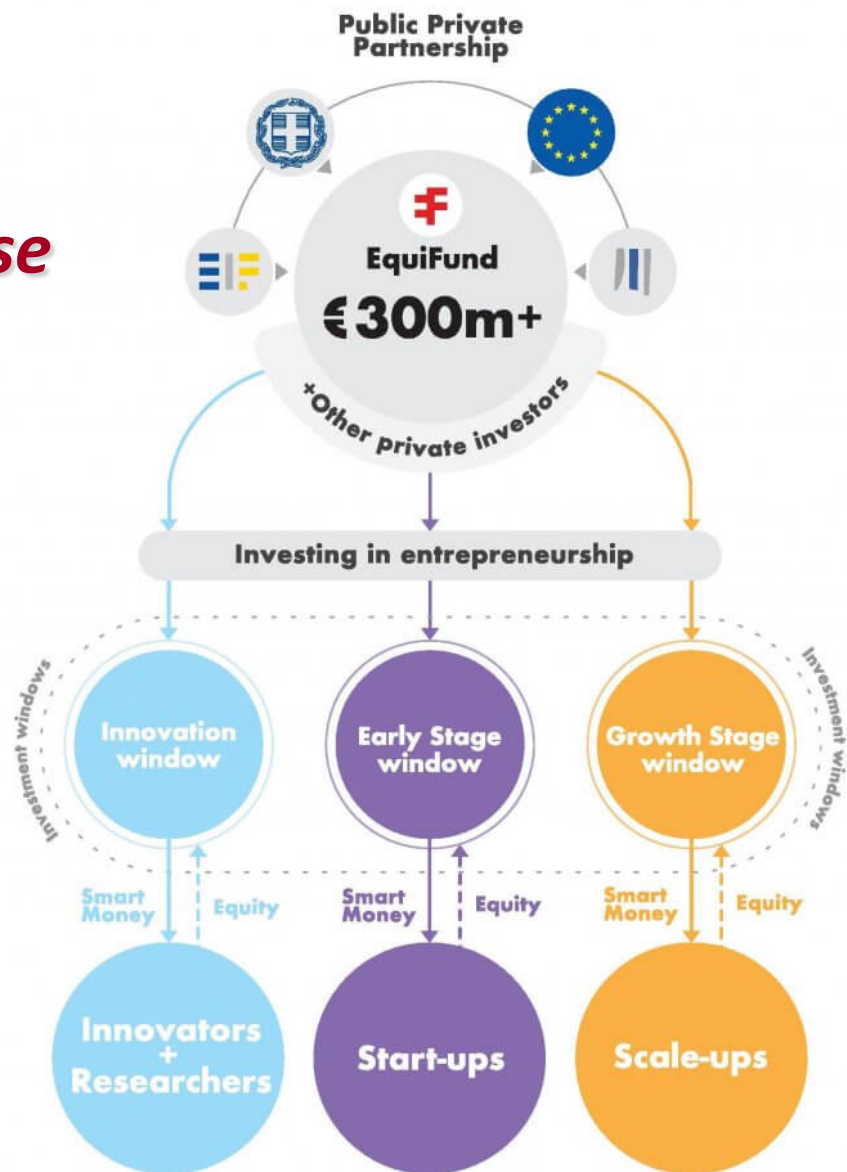 Public Private
Partnership
se
EIF
EquiFund
€300m+
+Other private investors
Investing in entrepreneurship
Investment windows
Investment windows
Innovation
window
Early Stage
window
Growth Stage
window
Smart
Money
Equity
Smart
Money
Equity
Smart
Money
Equity
Innovators
+
Researchers
Start-ups
Scale-ups